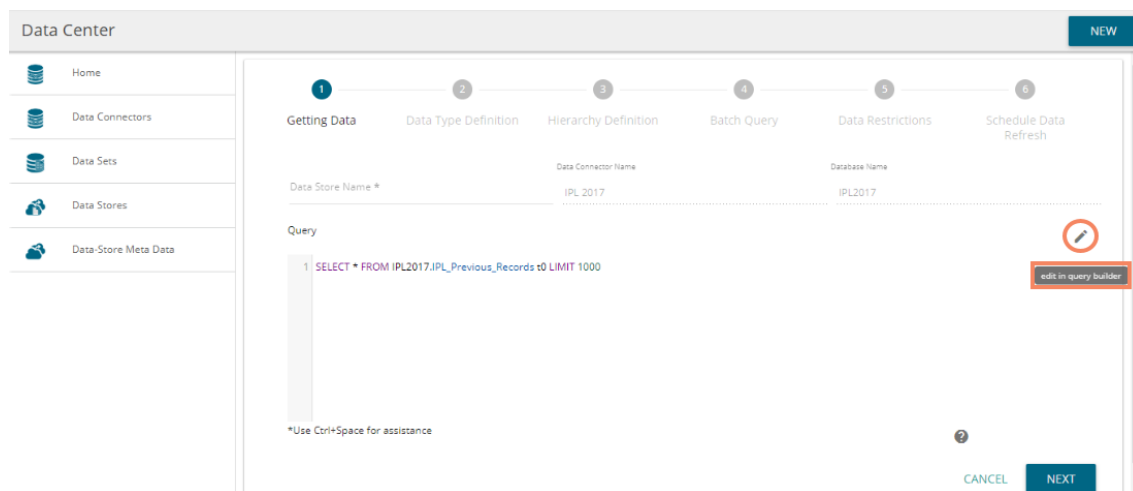 Data Center
NEW
Home
Data Connectors
Data Sets
Data Stores
Data-Store Meta Data
1 2 3 4 5 6
Getting Data Data Type Definition Hierarchy Definition Batch Query Data Restrictions Schedule Data
Refresh
Data Connector Name Database Name
Data Store Name * IPL 2017 IPL2017
Query
1 SELECT * FROM IPL2017.IPL_Previous_Records t0 LIMIT 1000
edit in query builder
*Use Ctrl+Space for assistance
?
CANCEL NEXT